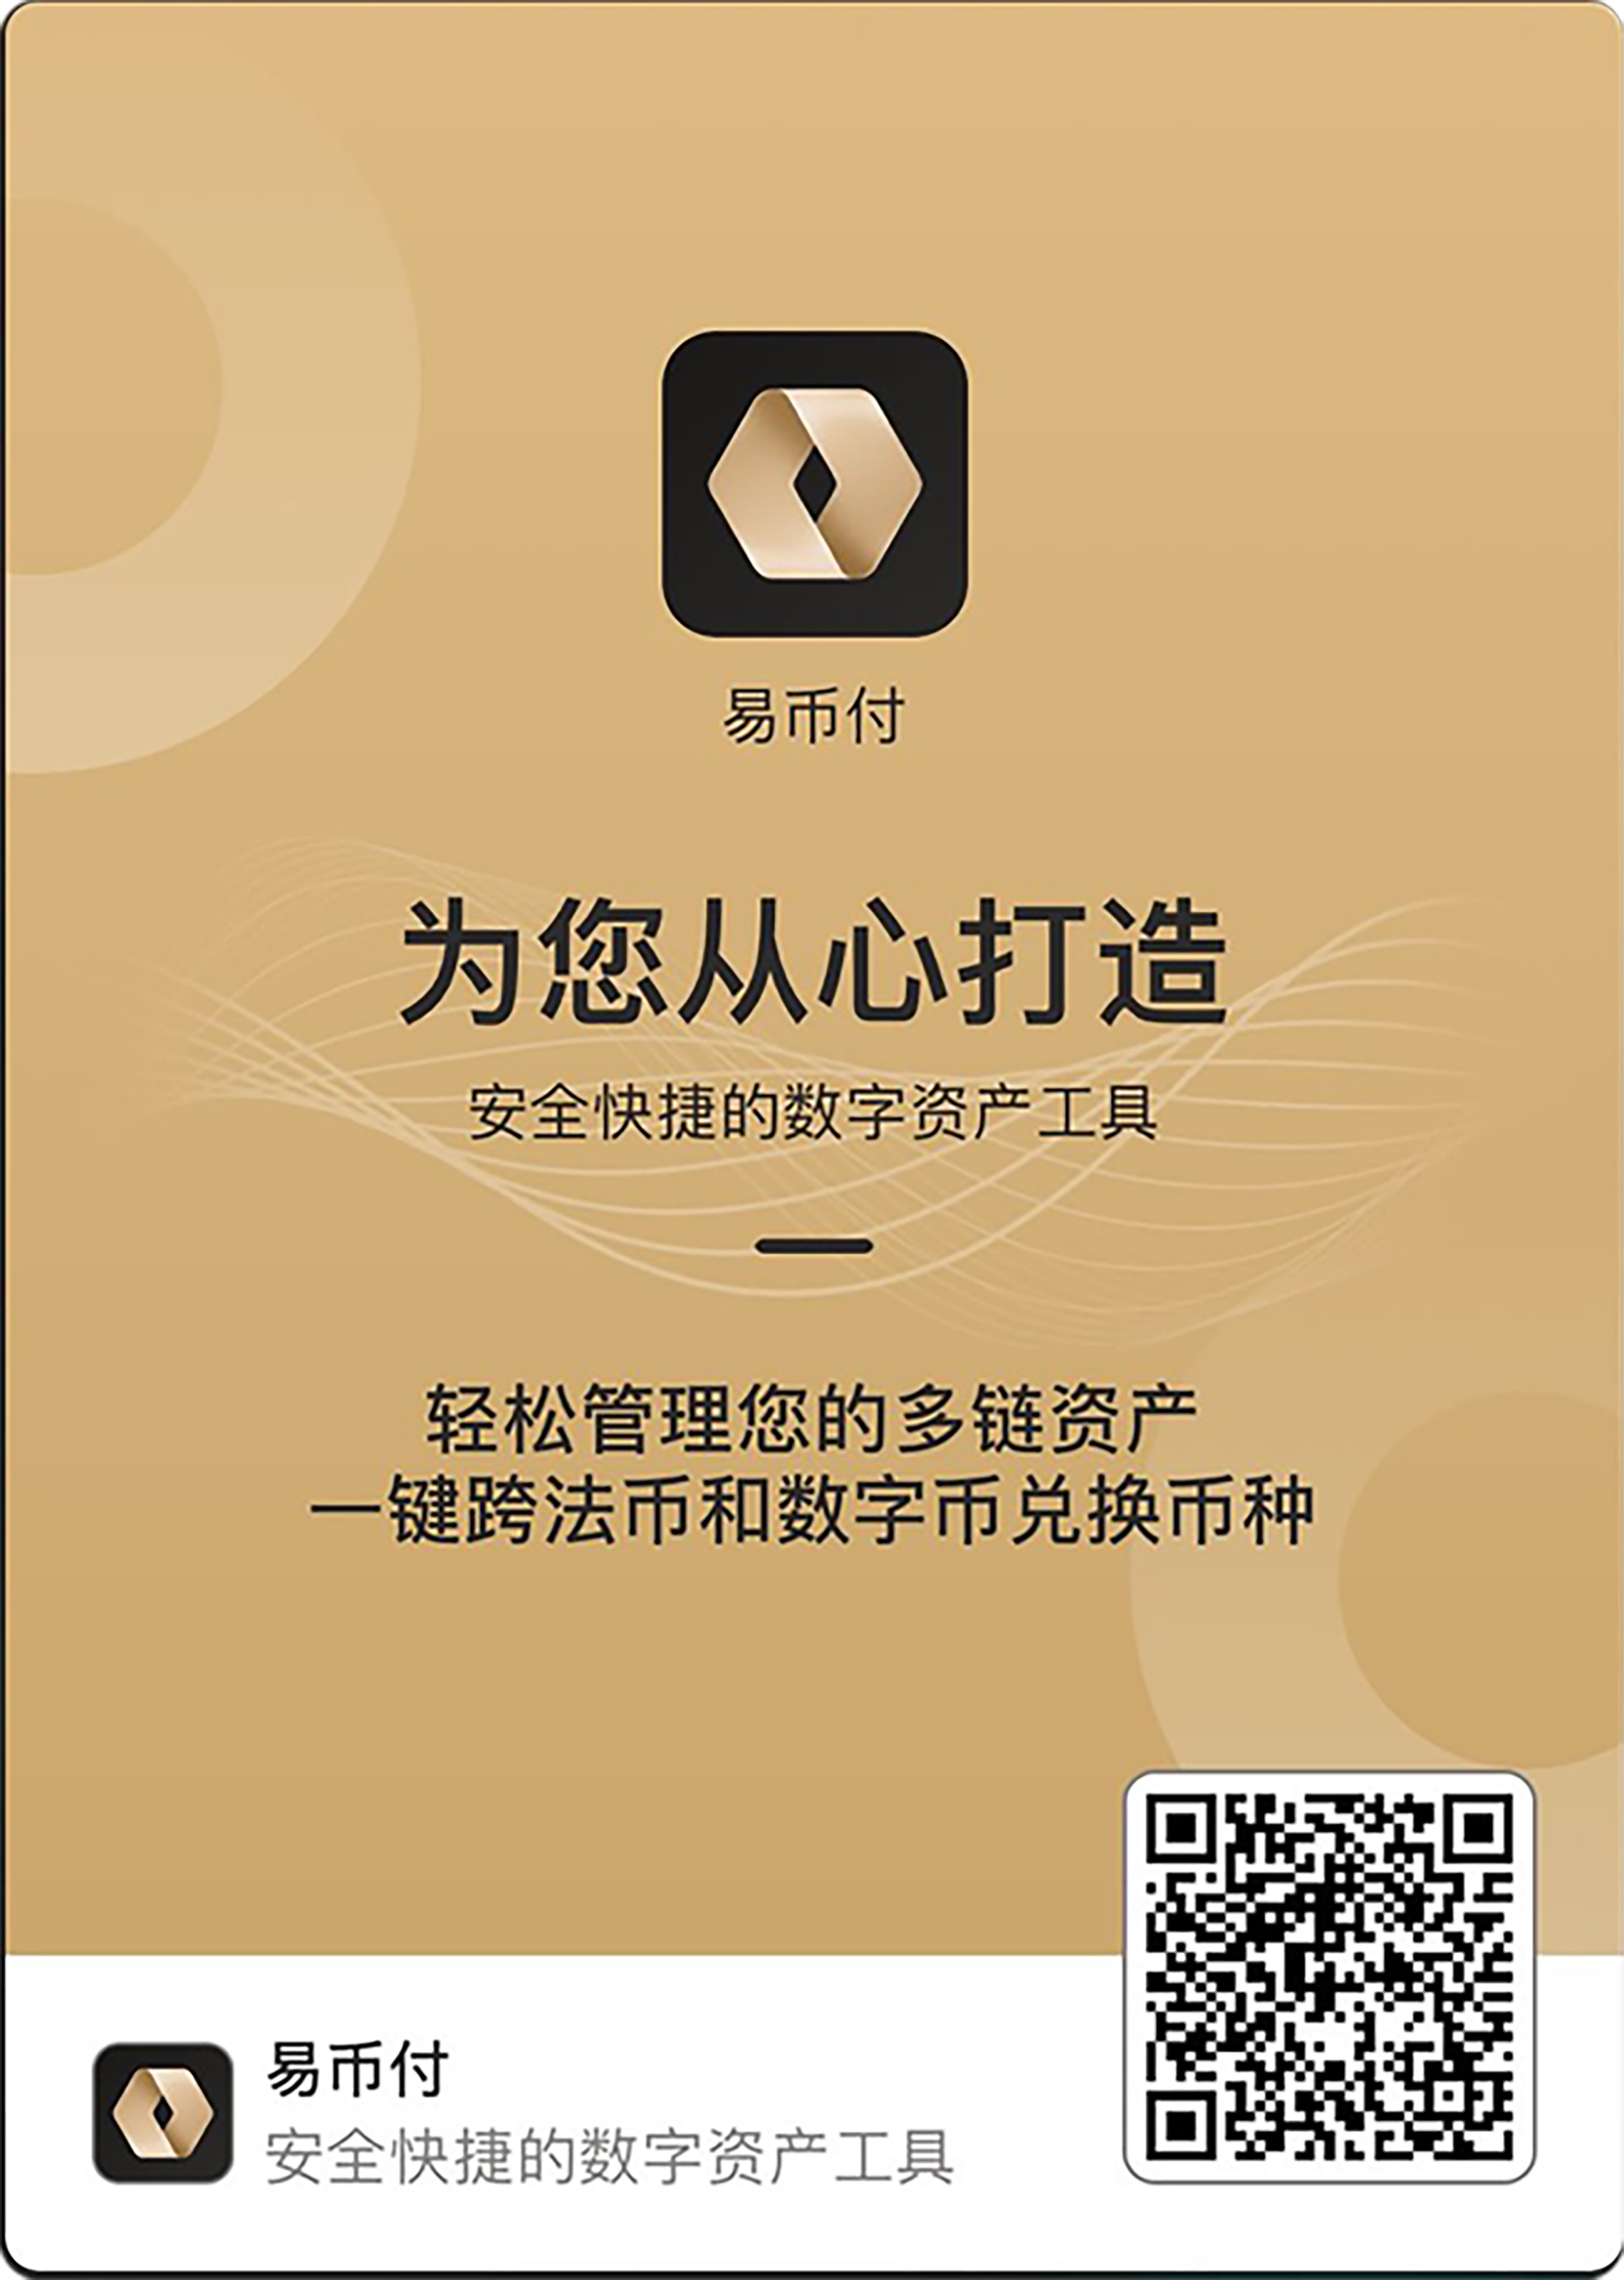 易币付
为您从心打造
安全快捷的数字资产工具
轻松管理您的多链资产
一键跨法币和数字币兑换币种
易币付
安全快捷的数字资产工具